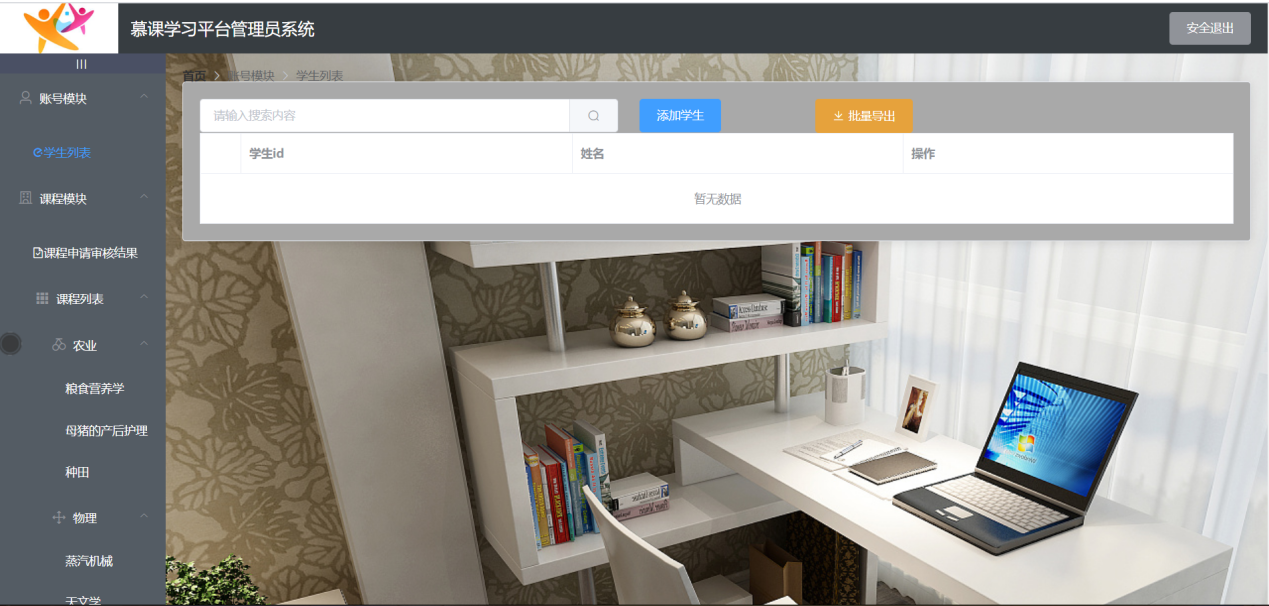 慕课学习平台管理员系统
安全退出
首页 > 账号模块 > 学生列表
账号模块
学生列表
课程模块
课程申请审核结果
课程列表
农业
粮食营养学
母猪的产后护理
种田
物理
蒸汽机械
天文学
请输入搜索内容
添加学生
批量导出
学生id 姓名 操作
暂无数据